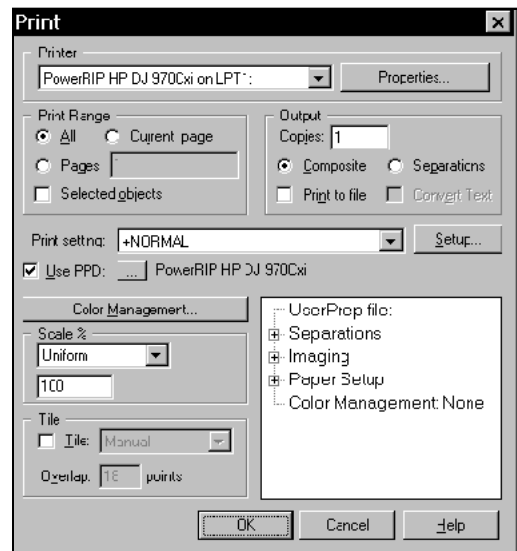 Print
Printer
PowerRIP HP DJ 970Cxi on LPT1:
Properties...
Print Range
All
Current page
Pages
Selected objects
Output
Copies: 1
Composite
Separations
Print to file
Convert Text
Print setting: +NORMAL
Setup...
Use PPD: ... PowerRIP HP DJ 970Cxi
Color Management...
Scale %
Uniform
100
Tile
Tile: Manual
Overlap: 18 points
UserProp file:
Separations
Imaging
Paper Setup
Color Management: None
OK
Cancel
Help